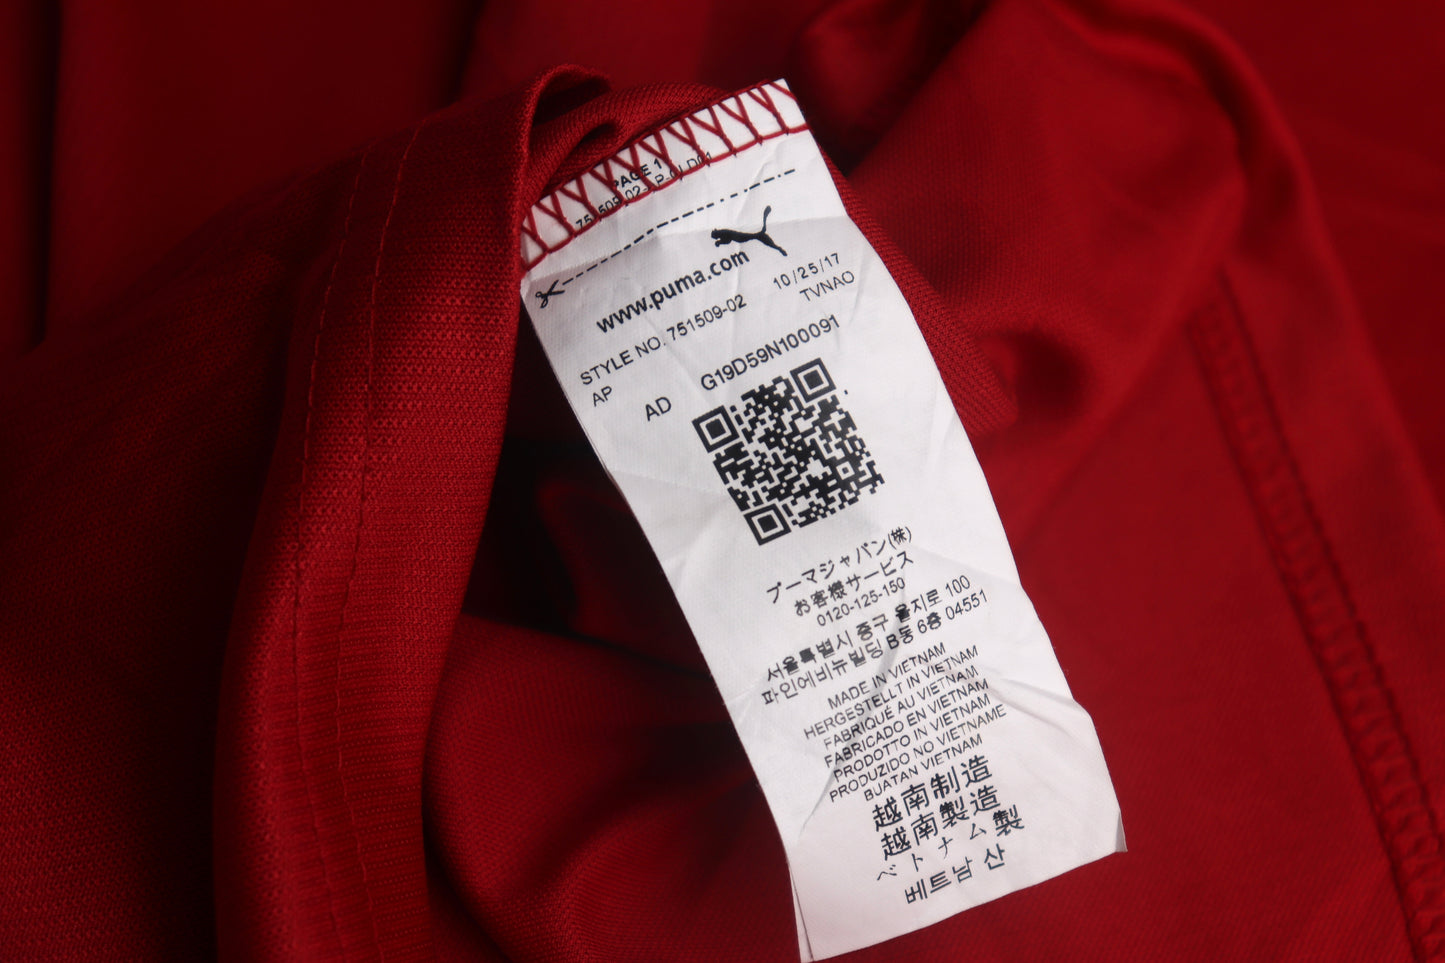 PAGE 1
www.puma.com
10/25/17
STYLE NO. 751509-02
TVNAO
AP
AD
G19D59N100091
プーマジャパン(株)
お客様サービス
0120-125-150
서울특별시 중구 을지로 100
파인에비뉴빌딩 B동 6층 04551
MADE IN VIETNAM
HERGESTELLT IN VIETNAM
FABRIQUÉ AU VIETNAM
FABRICADO EN VIETNAM
PRODOTTO IN VIETNAM
PRODUZIDO NO VIETNAME
BUATAN VIETNAM
越南制造
越南製造
ベトナム製
베트남 산